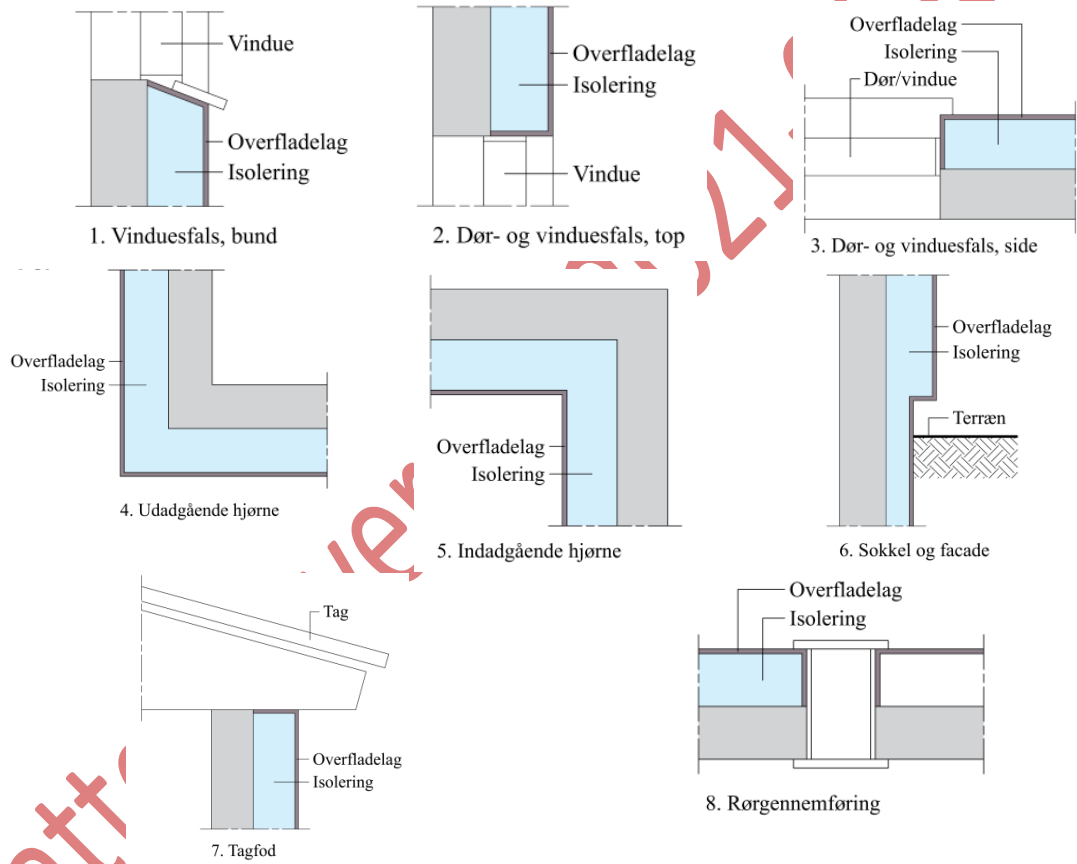 Vindue
Overfladelag
Isolering
1. Vinduesfals, bund
Overfladelag
Isolering
Vindue
2. Dør- og vinduesfals, top
Overfladelag
Isolering
Dør/vindue
3. Dør- og vinduesfals, side
Overfladelag
Isolering
4. Udadgående hjørne
Overfladelag
Isolering
5. Indadgående hjørne
Overfladelag
Isolering
Terræn
6. Sokkel og facade
Tag
Overfladelag
Isolering
7. Tagfod
Overfladelag
Isolering
8. Rørgennemføring